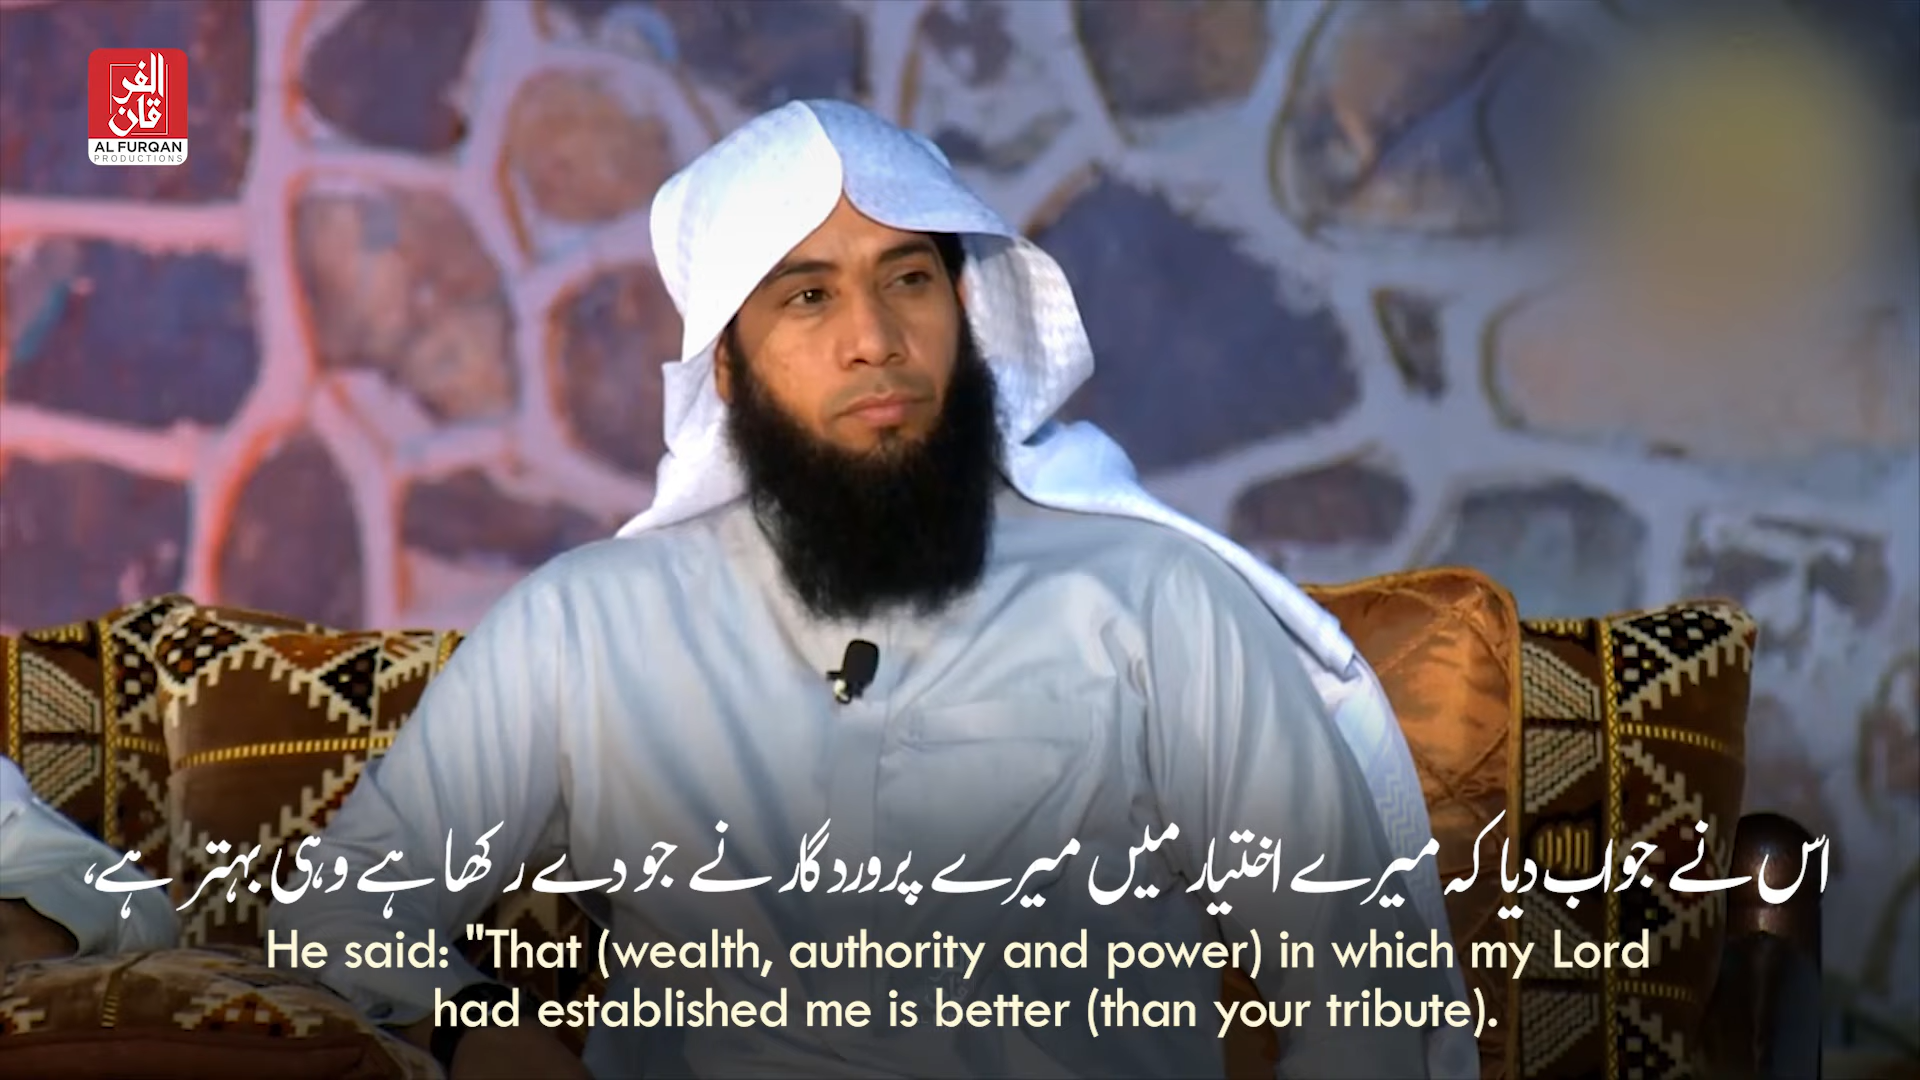 الفر
قان
AL FURQAN
PRODUCTIONS
اس نے جواب دیا کہ میرے اختیار میں میرے پروردگار نے جو دے رکھا ہے وہی بہتر ہے،
He said: "That (wealth, authority and power) in which my Lord
had established me is better (than your tribute).